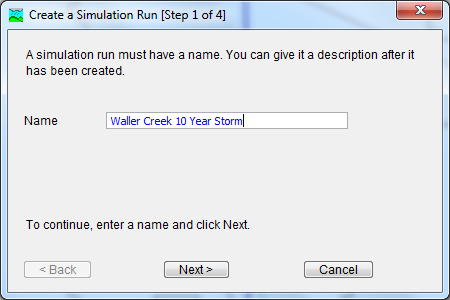 Create a Simulation Run [Step 1 of 4]
A simulation run must have a name. You can give it a description after it
has been created.
Name
Waller Creek 10 Year Storm
To continue, enter a name and click Next.
< Back
Next >
Cancel